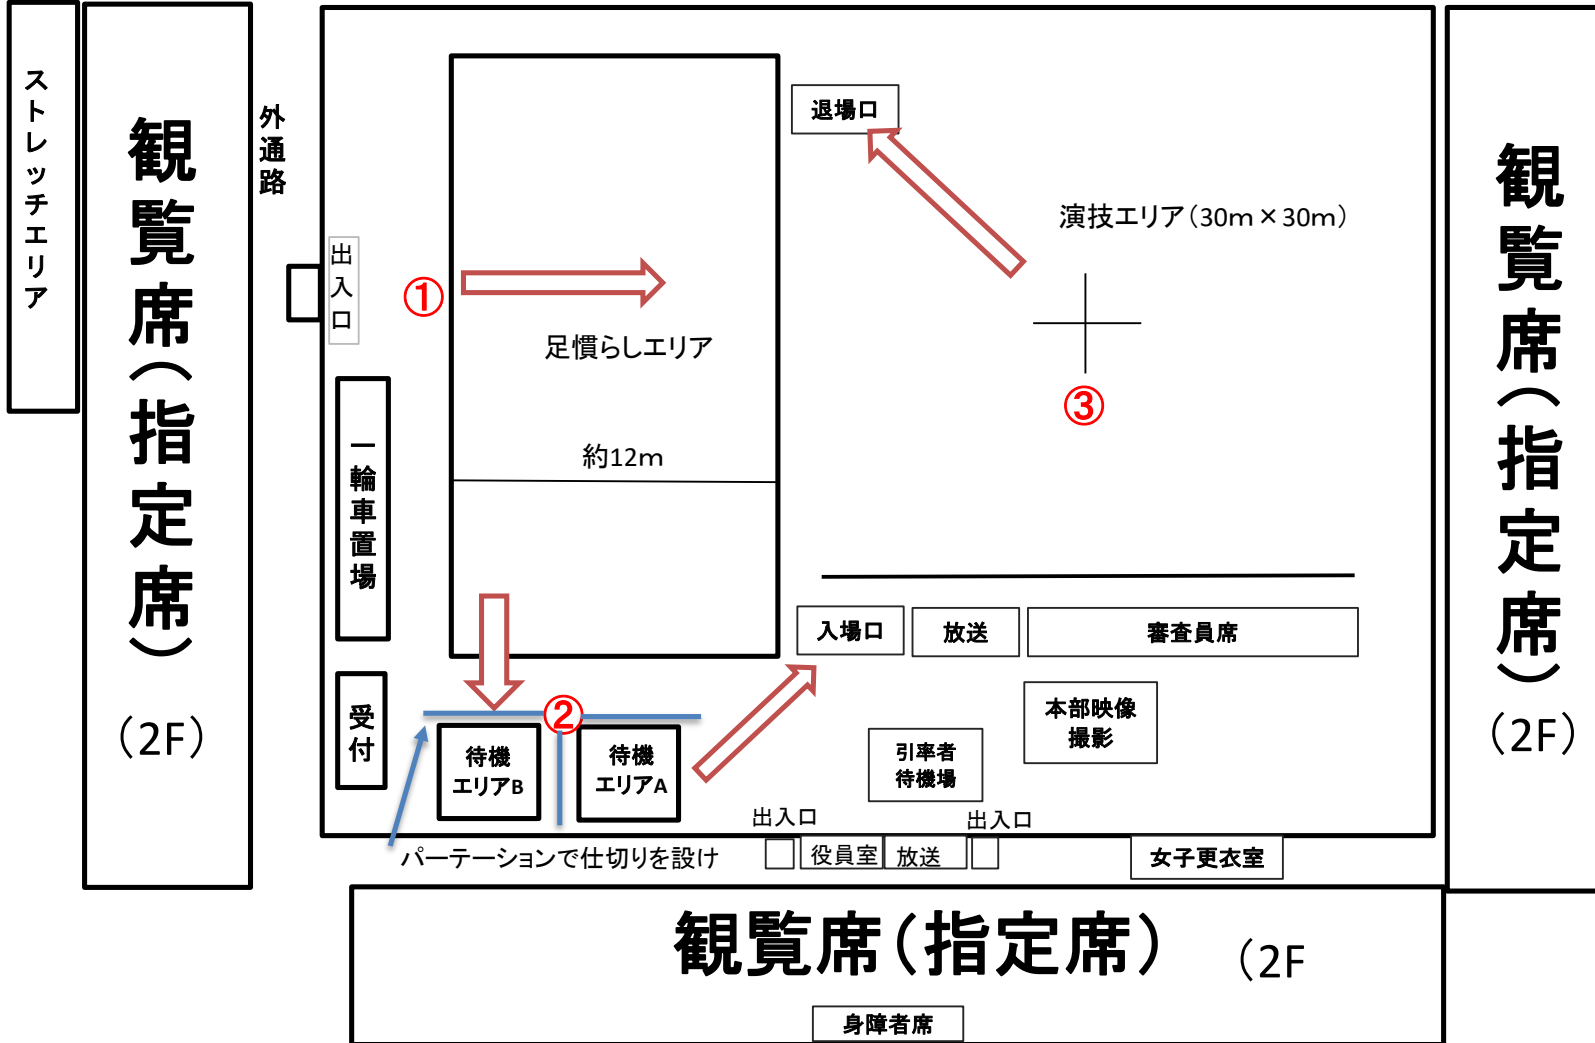 ストレッチエリア
観覧席(指定席)
(2F)
外通路
出入口
一輪車置場
受付
①
足慣らしエリア
約12m
退場口
演技エリア(30m×30m)
③
入場口
放送
審査員席
②
待機
エリアB
待機
エリアA
本部映像
撮影
引率者
待機場
パーテーションで仕切りを設け
出入口
役員室
放送
出入口
女子更衣室
観覧席(指定席)
(2F)
観覧席(指定席) (2F
身障者席